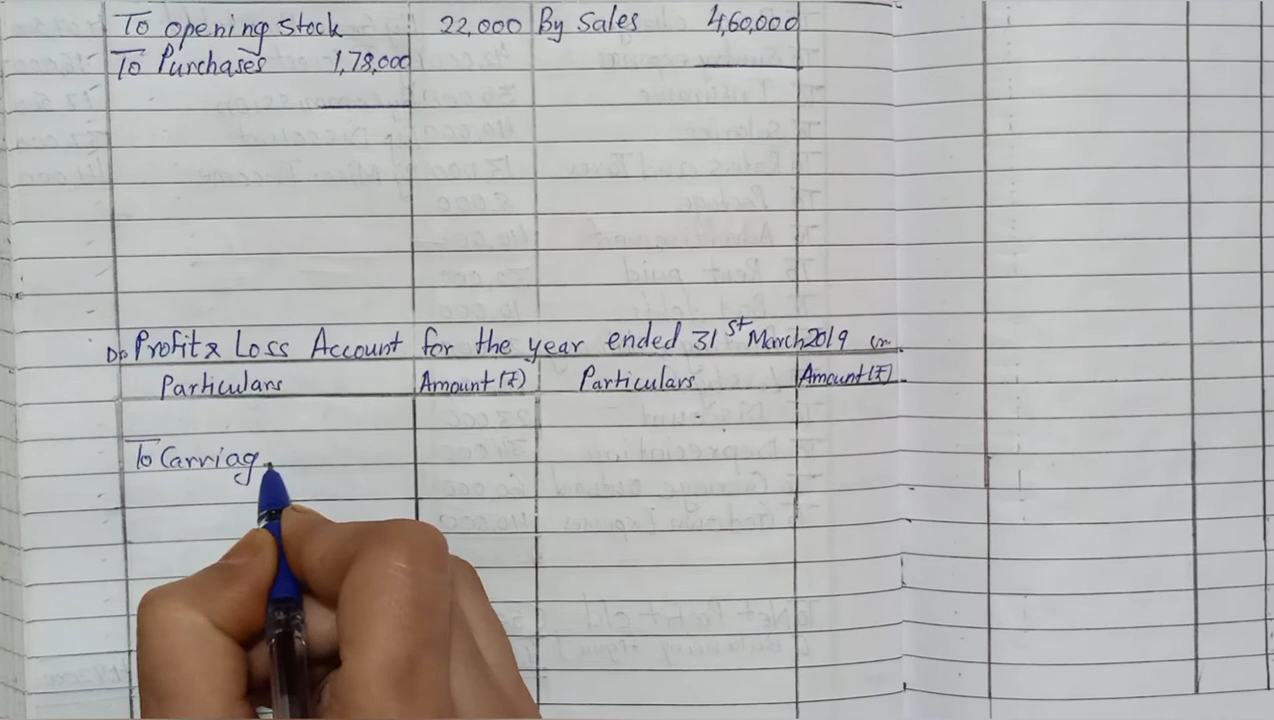 To opening stock 22,000 By Sales 4,60,000
To Purchases 1,78,000
Dr Profit & Loss Account for the year ended 31st March 2019 Cr
Particulars Amount (₹) Particulars Amount (₹)
To Carriag